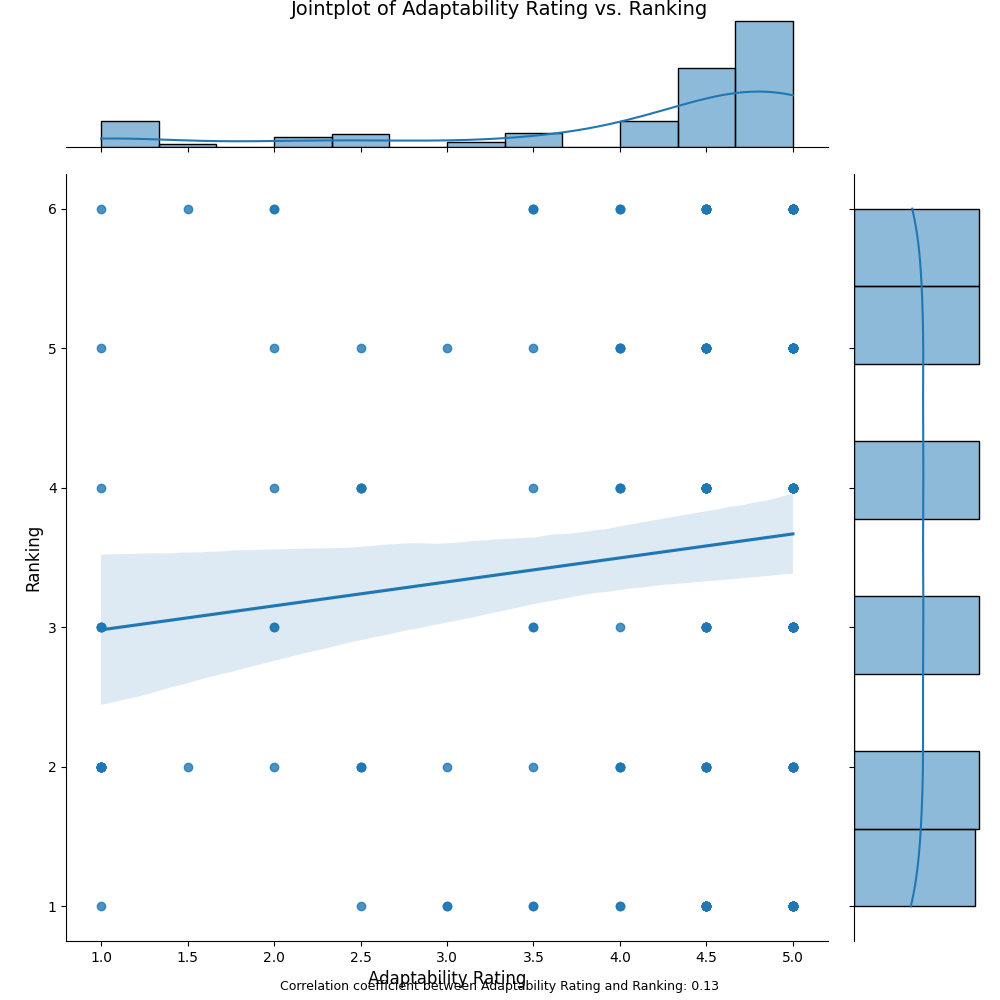 Jointplot of Adaptability Rating vs. Ranking
6
5
4
3
2
1
Ranking
1.0 1.5 2.0 2.5 3.0 3.5 4.0 4.5 5.0
Adaptability Rating
Correlation coefficient between Adaptability Rating and Ranking: 0.13